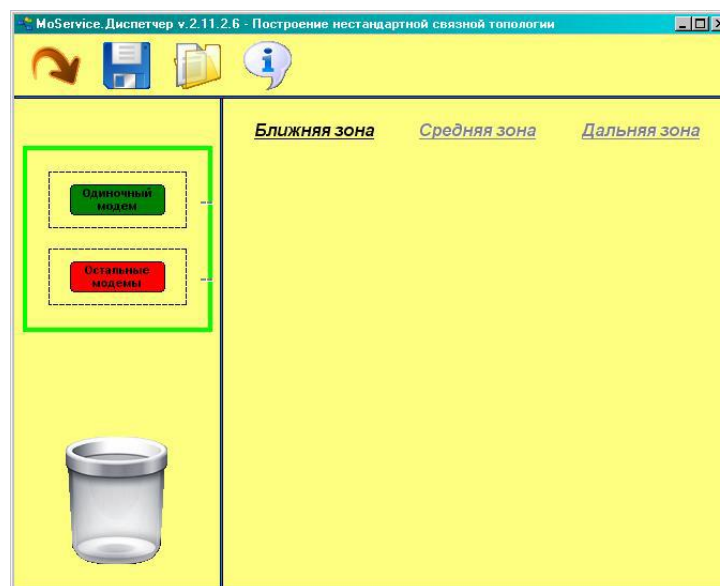 MoService.Диспетчер v.2.11.2.6 - Построение нестандартной связной топологии
Ближняя зона Средняя зона Дальняя зона
Одиночный
модем
Остальные
модемы